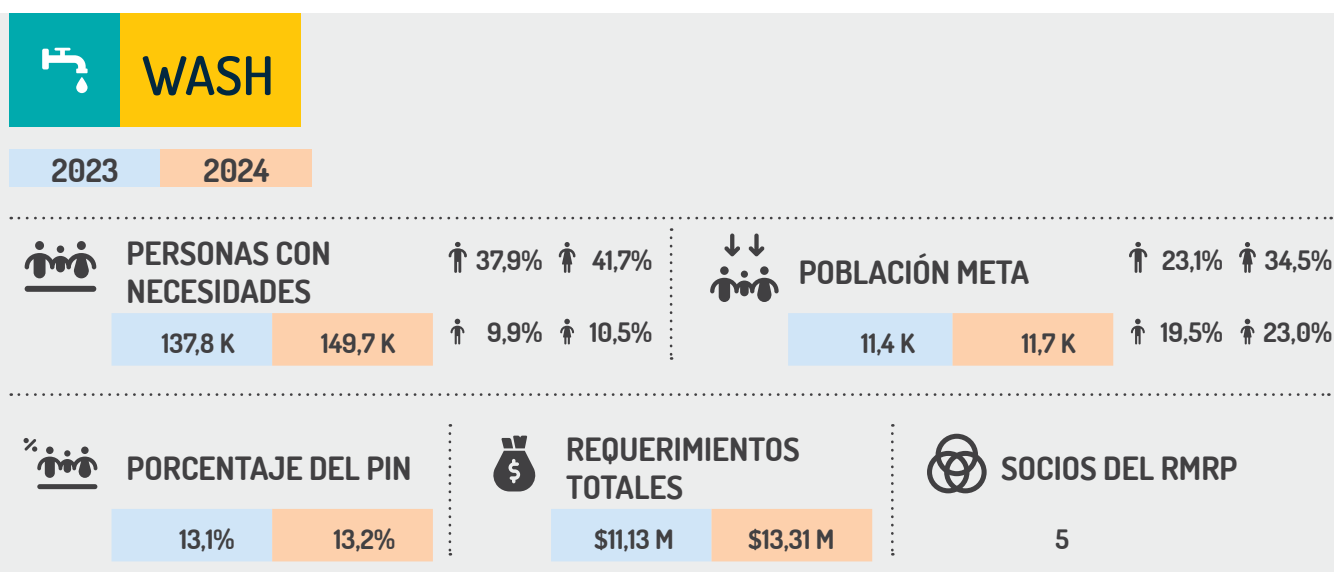 WASH
2023 2024
PERSONAS CON
NECESIDADES
137,8 K 149,7 K
37,9% 41,7%
9,9% 10,5%
POBLACIÓN META
11,4 K 11,7 K
23,1% 34,5%
19,5% 23,0%
%
PORCENTAJE DEL PIN
13,1% 13,2%
$
REQUERIMIENTOS
TOTALES
$11,13 M $13,31 M
SOCIOS DEL RMRP
5